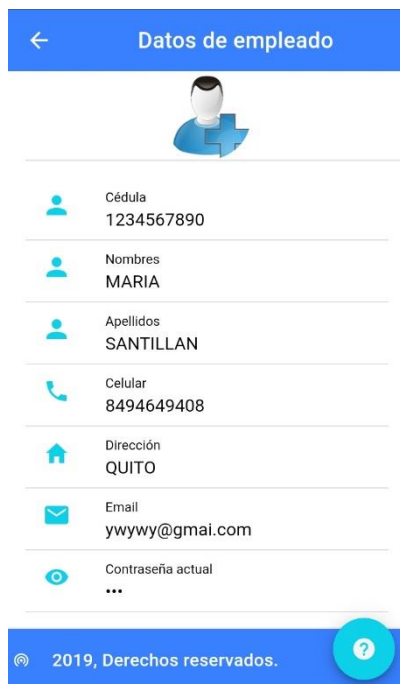 Datos de empleado
Cédula
1234567890
Nombres
MARIA
Apellidos
SANTILLAN
Celular
8494649408
Dirección
QUITO
Email
ywywy@gmai.com
Contraseña actual
•••
2019, Derechos reservados.
?